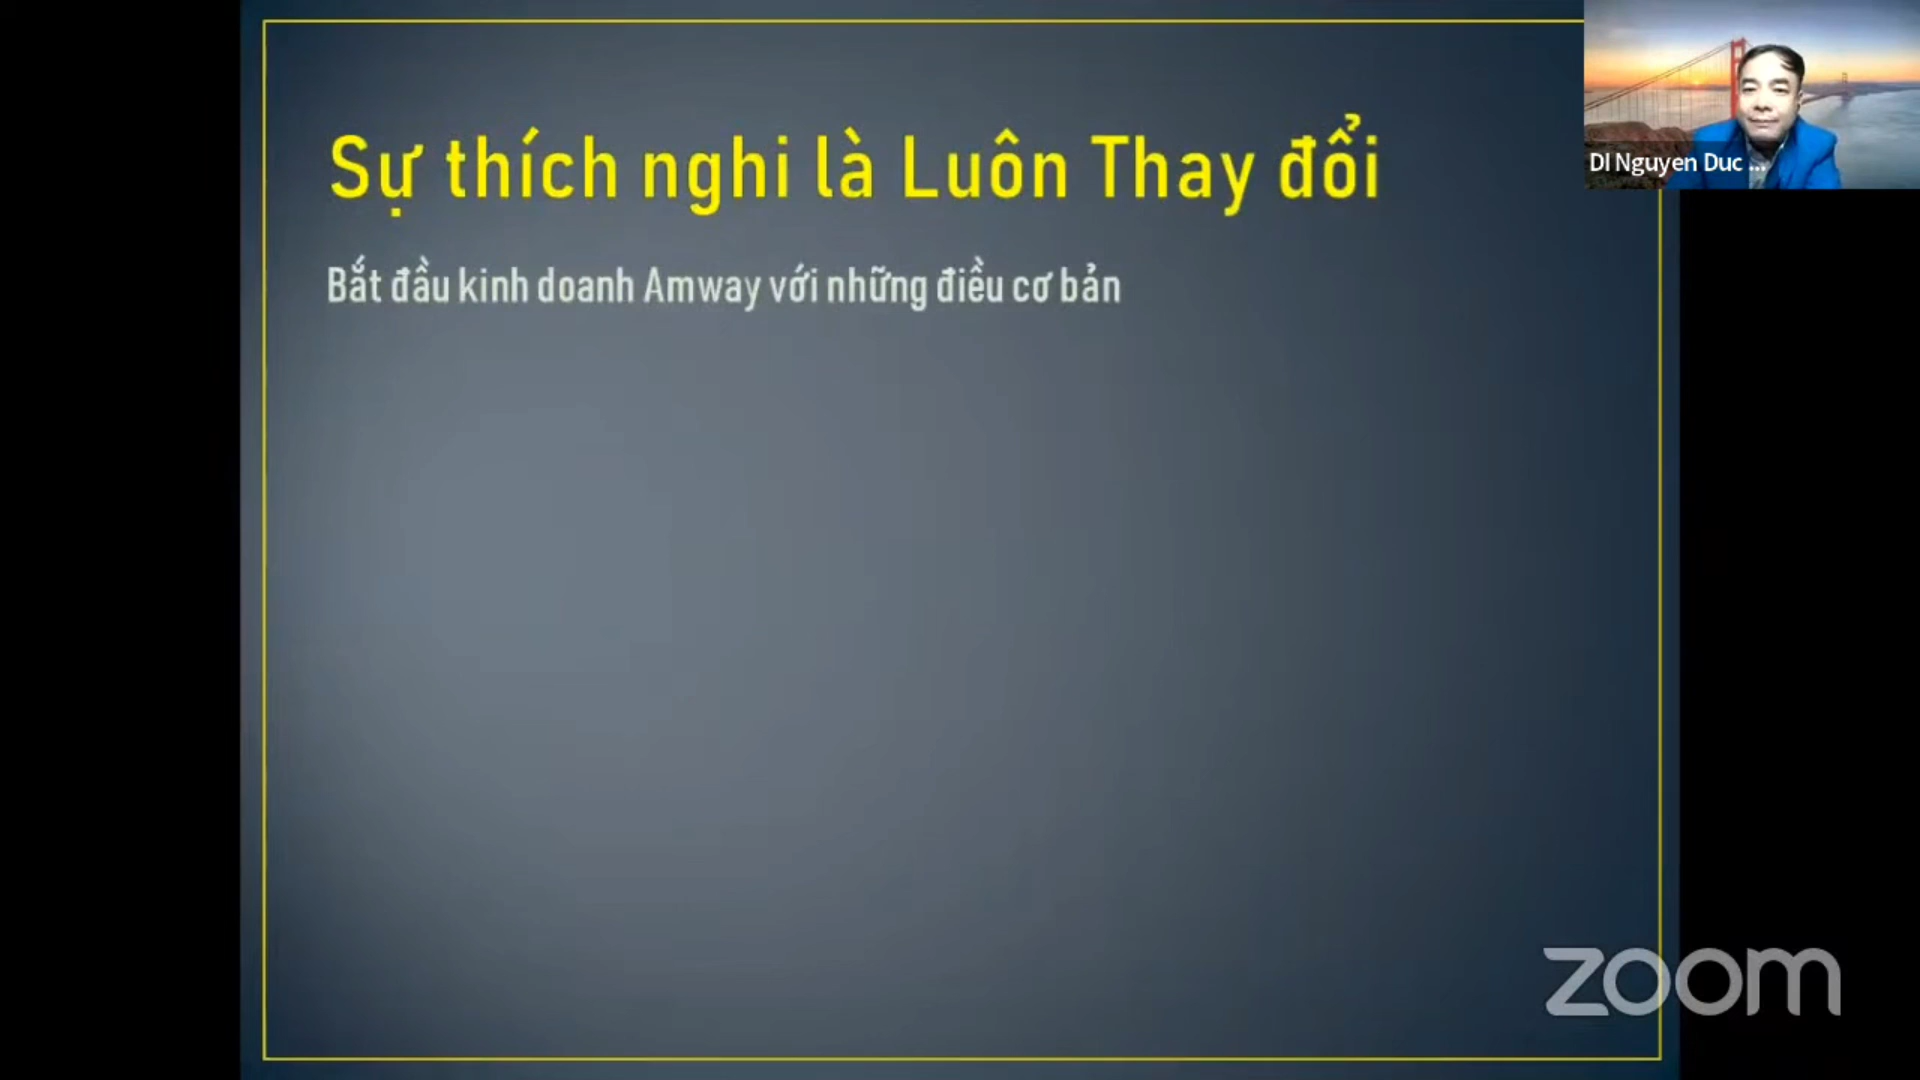 Sự thích nghi là Luôn Thay đổi
DI Nguyen Duc ...
Bắt đầu kinh doanh Amway với những điều cơ bản
zoom